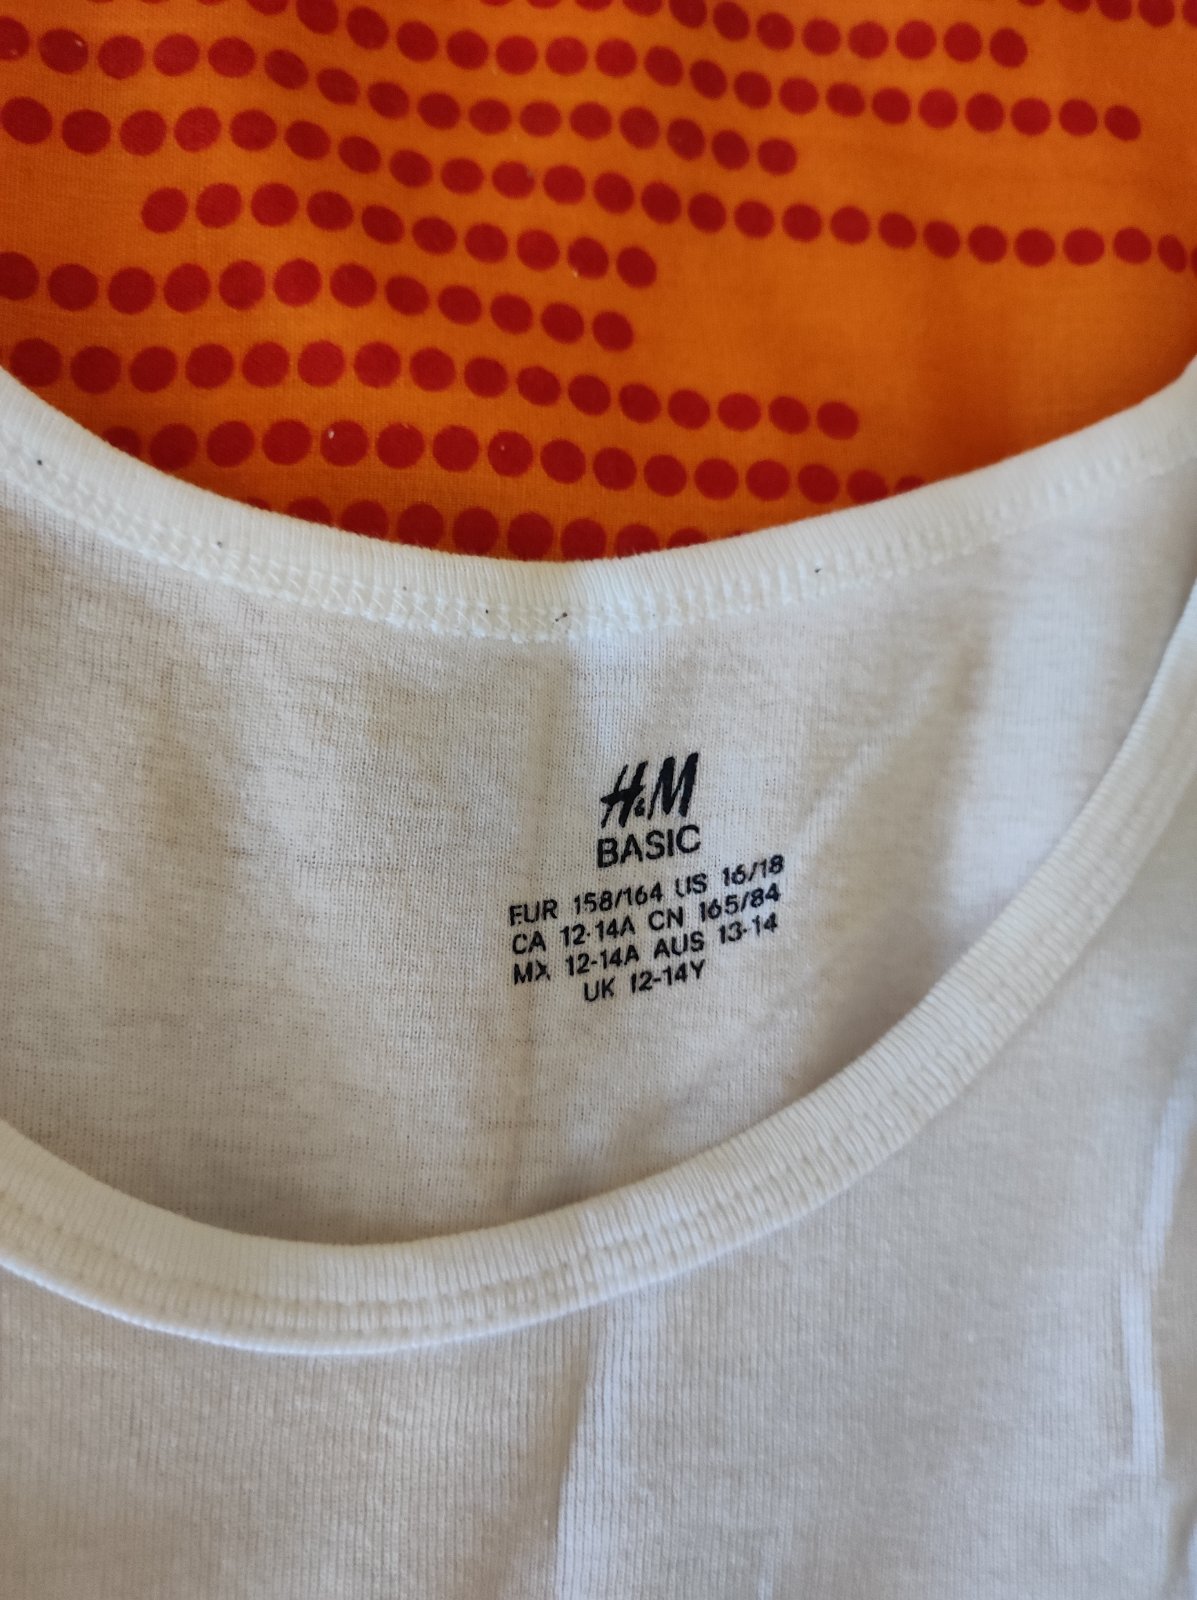 H&M
BASIC
EUR 158/164 US 16/18
CA 12-14A CN 165/84
MX 12-14A AUS 13-14
UK 12-14Y